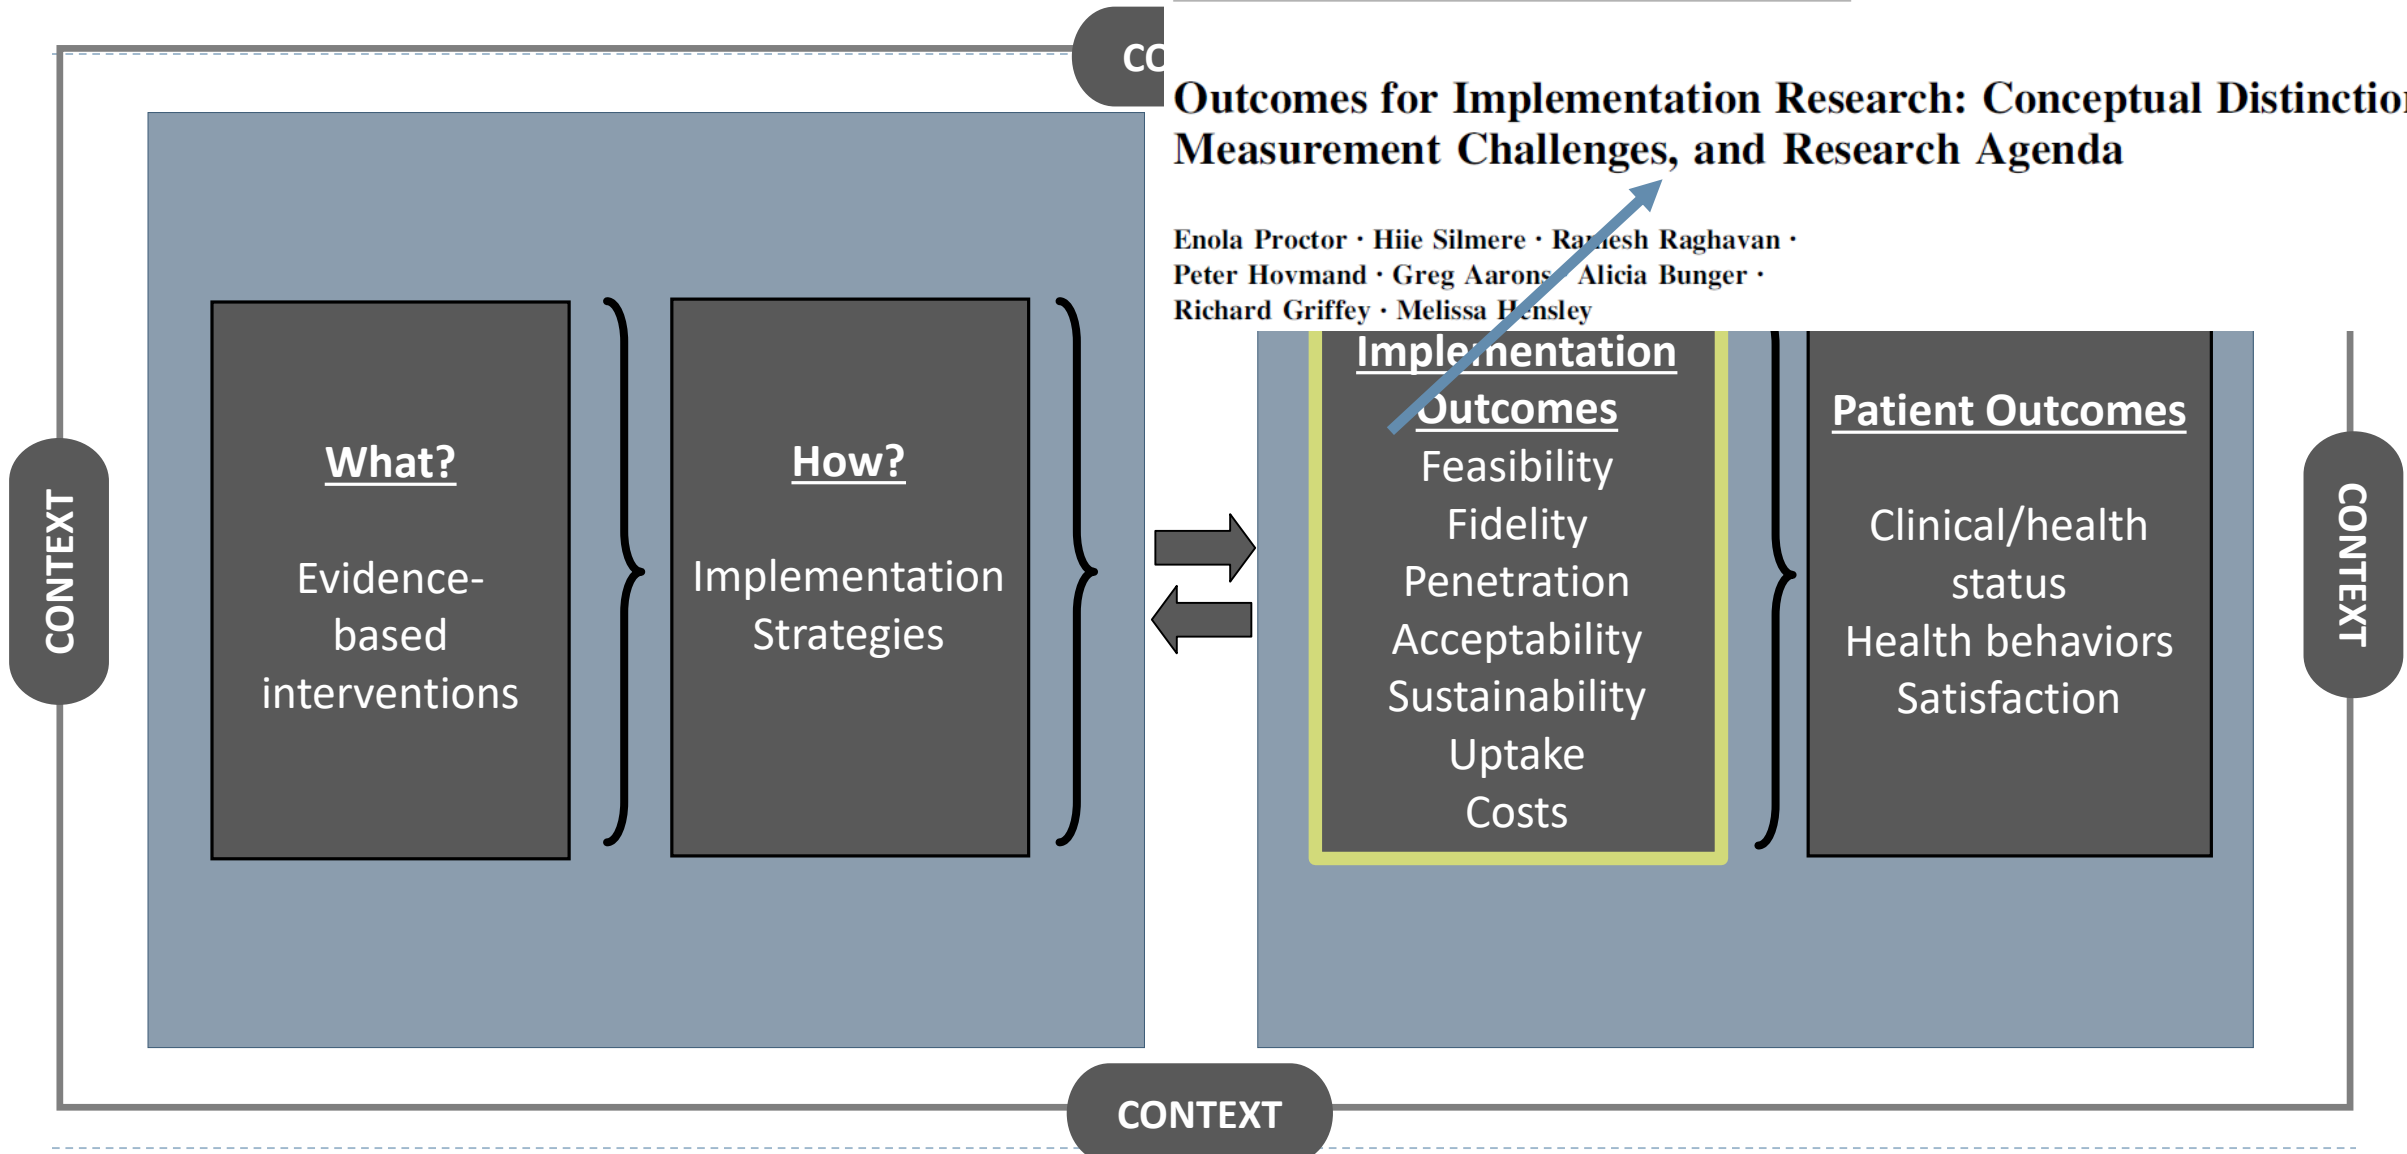 CO
Outcomes for Implementation Research: Conceptual Distinction
Measurement Challenges, and Research Agenda
Enola Proctor · Hiie Silmere · Ramesh Raghavan ·
Peter Hovmand · Greg Aarons · Alicia Bunger ·
Richard Griffey · Melissa Hensley
CONTEXT
What?
Evidence-
based
interventions
How?
Implementation
Strategies
Implementation
Outcomes
Feasibility
Fidelity
Penetration
Acceptability
Sustainability
Uptake
Costs
Patient Outcomes
Clinical/health
status
Health behaviors
Satisfaction
CONTEXT
CONTEXT